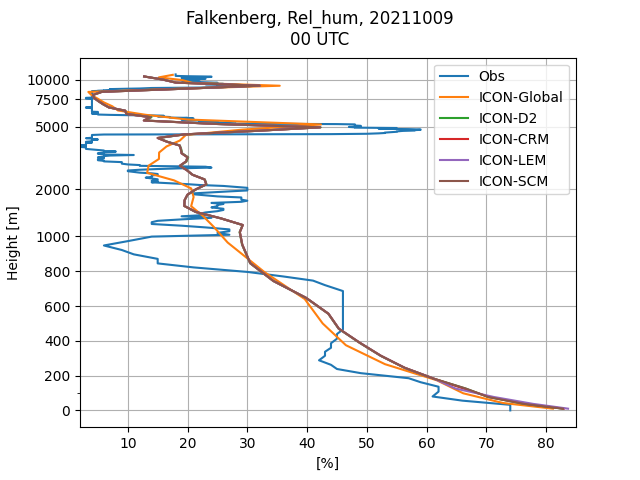 Falkenberg, Rel_hum, 20211009
00 UTC
Obs
ICON-Global
ICON-D2
ICON-CRM
ICON-LEM
ICON-SCM
Height [m]
10000
7500
5000
2000
1000
800
600
400
200
0
10 20 30 40 50 60 70 80
[%]